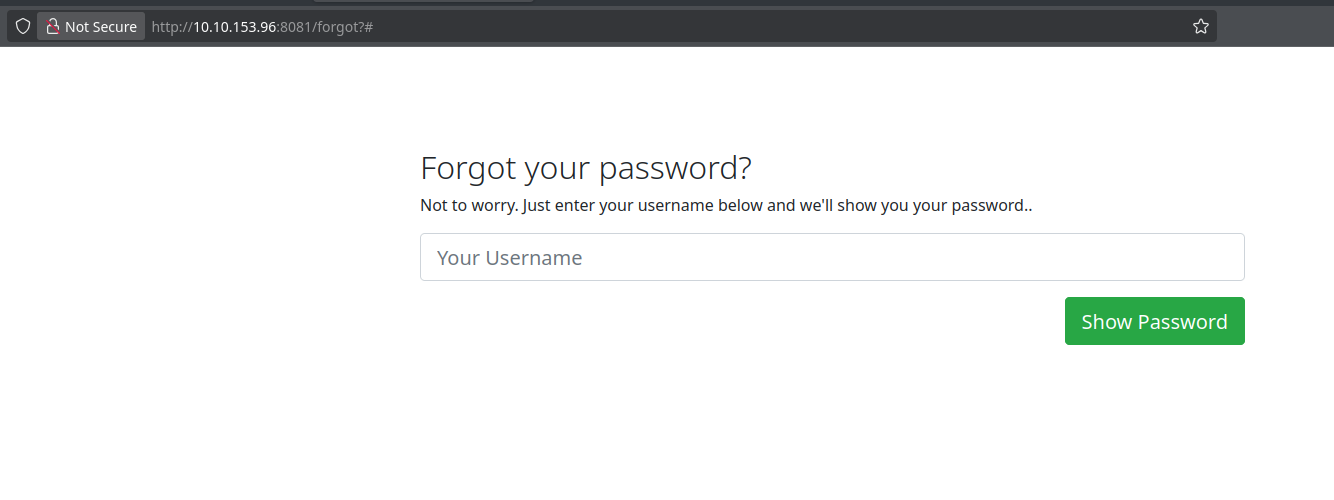 Not Secure http://10.10.153.96:8081/forgot?#
Forgot your password?
Not to worry. Just enter your username below and we'll show you your password..
Your Username
Show Password